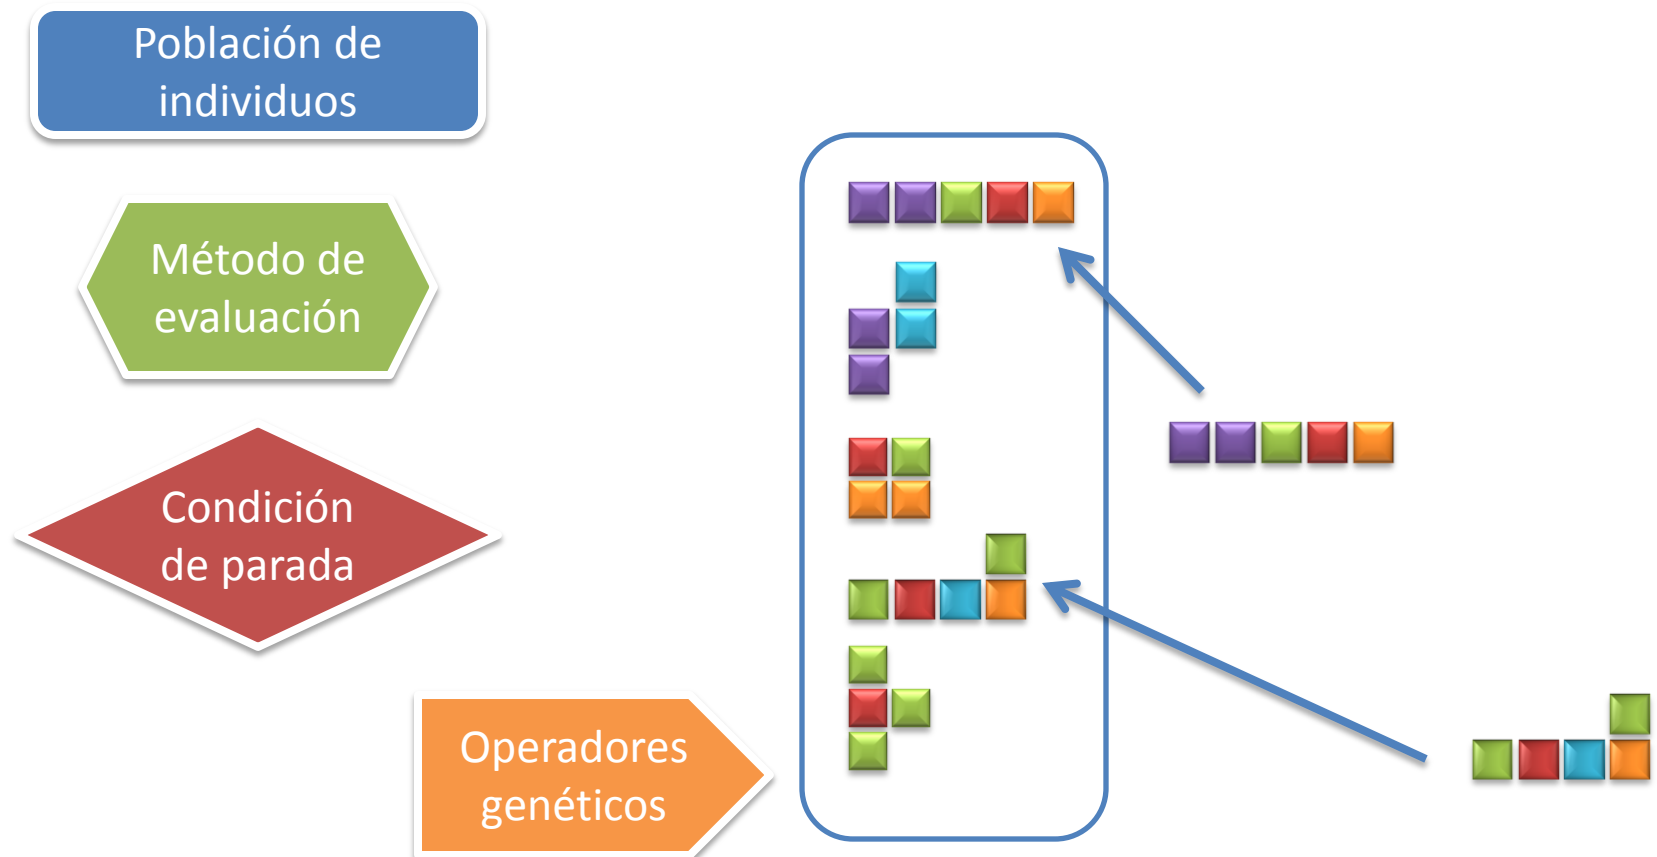 Población de
individuos
Método de
evaluación
Condición
de parada
Operadores
genéticos